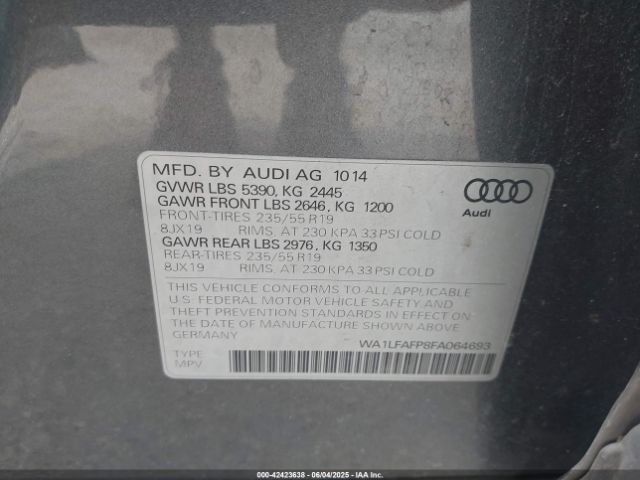 MFD. BY AUDI AG 10 14
GVWR LBS 5390, KG 2445
GAWR FRONT LBS 2646, KG 1200
FRONT-TIRES 235/55 R19
8JX19 RIMS, AT 230 KPA 33 PSI COLD
GAWR REAR LBS 2976, KG 1350
REAR-TIRES 235/55 R19
8JX19 RIMS, AT 230 KPA 33 PSI COLD
Audi
THIS VEHICLE CONFORMS TO ALL APPLICABLE
U.S. FEDERAL MOTOR VEHICLE SAFETY AND
THEFT PREVENTION STANDARDS IN EFFECT ON
THE DATE OF MANUFACTURE SHOWN ABOVE
GERMANY
WA1LFAFP8FA064693
TYPE
MPV
000-42423638 - 06/04/2025 - IAA Inc.